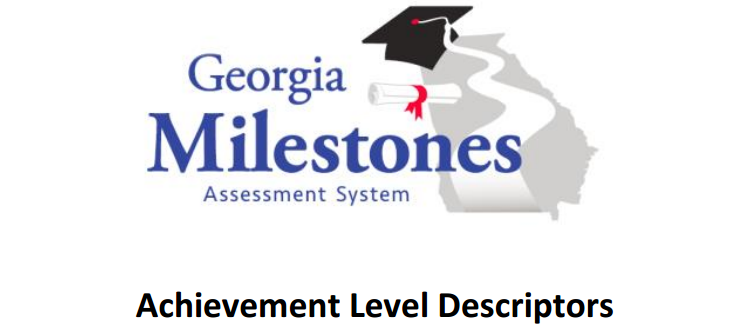 Georgia
Milestones
Assessment System
Achievement Level Descriptors